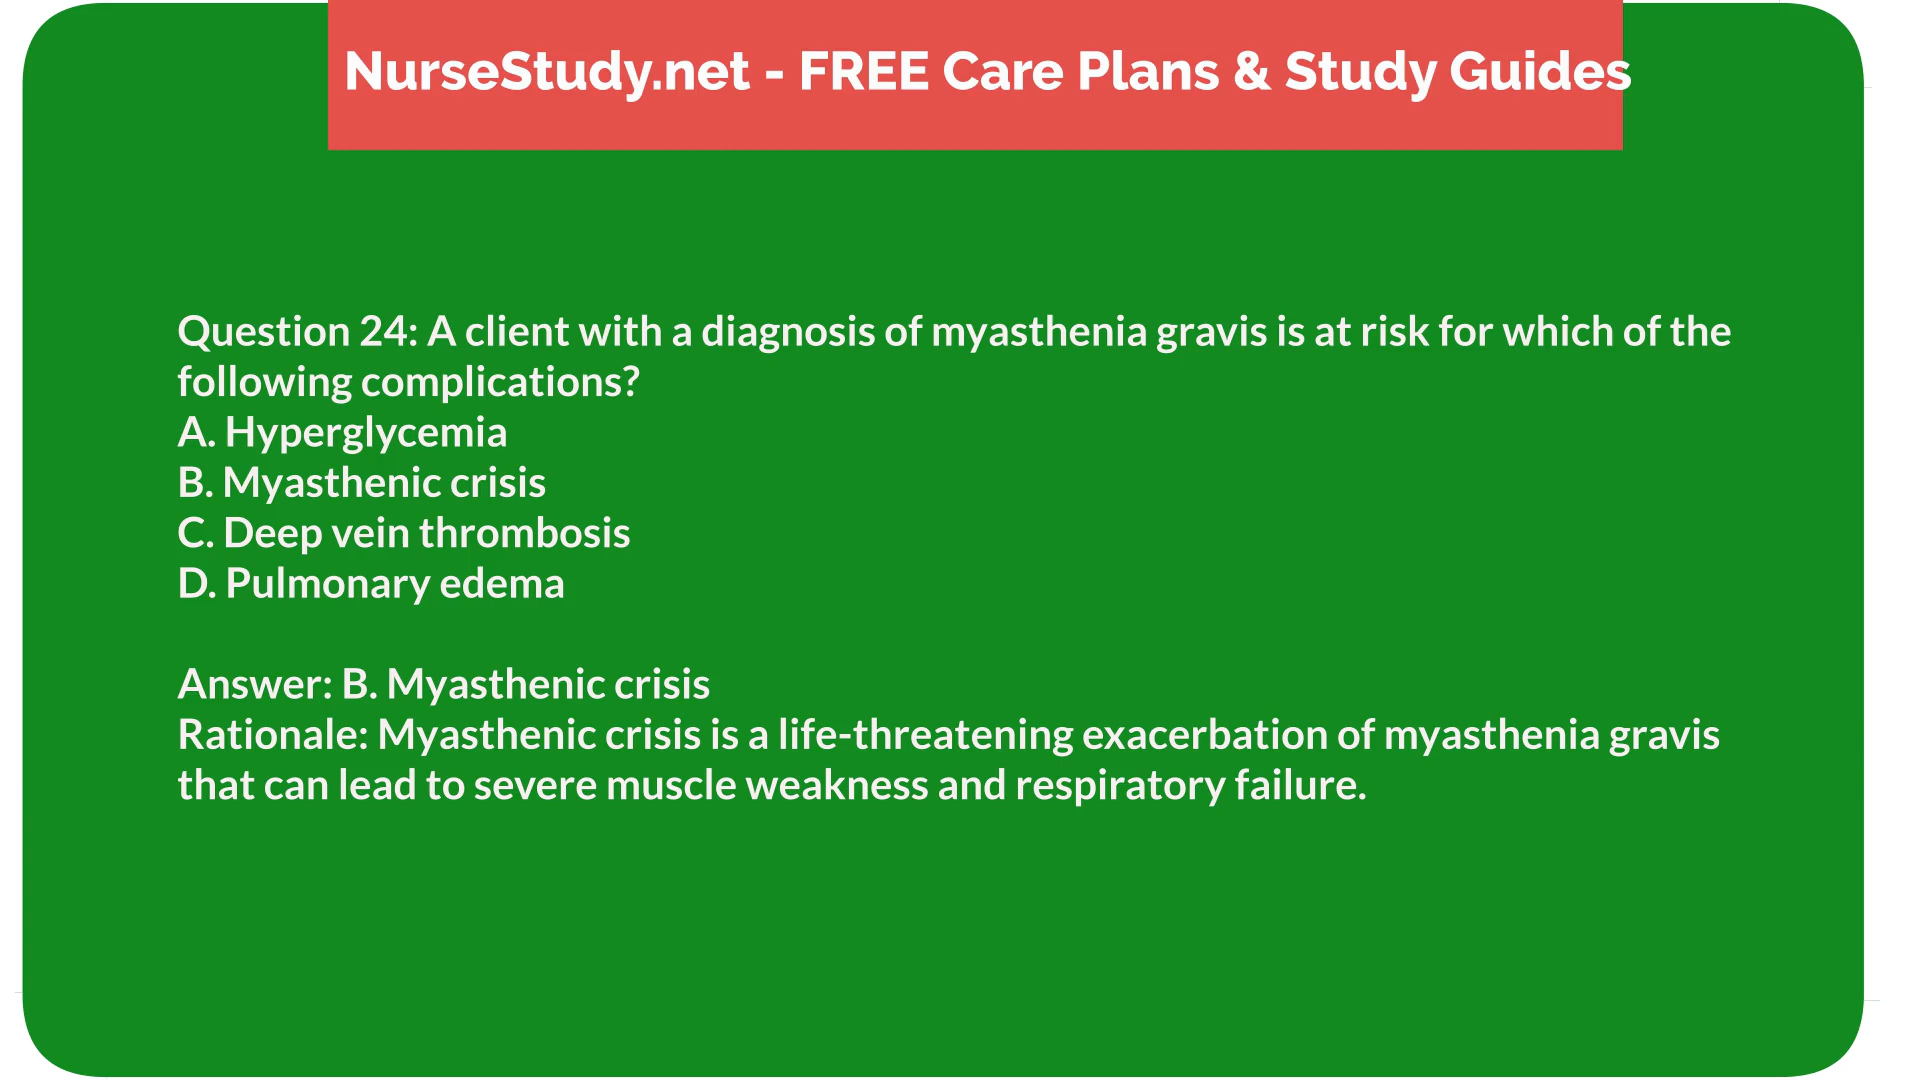 NurseStudy.net - FREE Care Plans & Study Guides
Question 24: A client with a diagnosis of myasthenia gravis is at risk for which of the
following complications?
A. Hyperglycemia
B. Myasthenic crisis
C. Deep vein thrombosis
D. Pulmonary edema
Answer: B. Myasthenic crisis
Rationale: Myasthenic crisis is a life-threatening exacerbation of myasthenia gravis
that can lead to severe muscle weakness and respiratory failure.